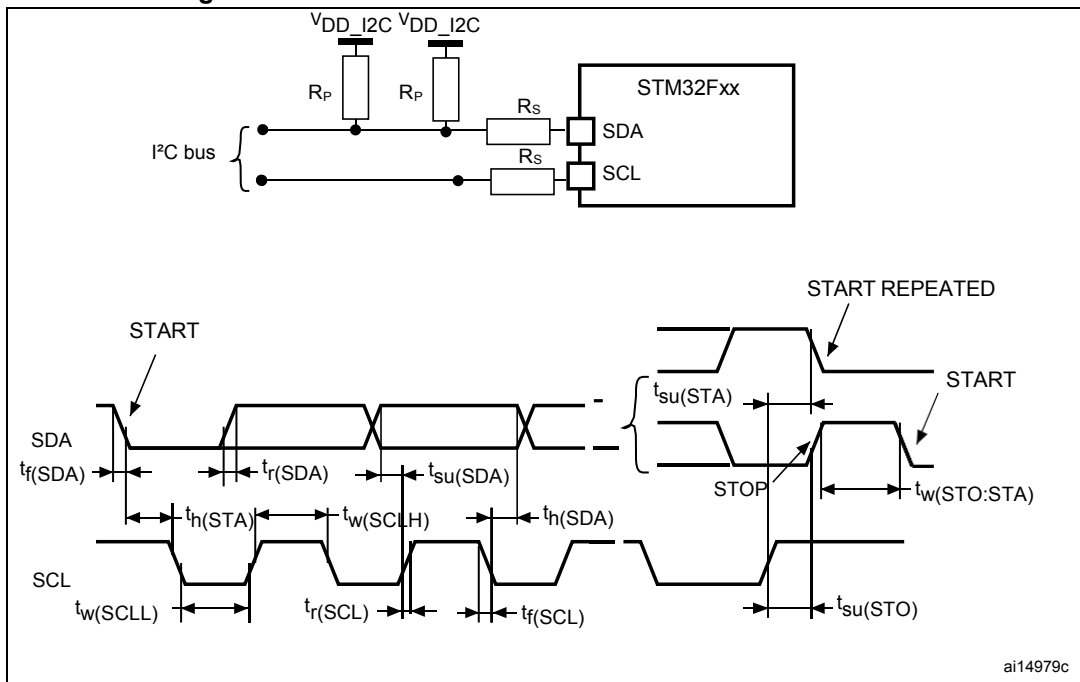 VDD_I2C VDD_I2C
STM32Fxx
RP RP RS
SDA
I²C bus
RS
SCL
START REPEATED
START
START
tsu(STA)
SDA
tf(SDA) tr(SDA) tsu(SDA)
STOP tw(STO:STA)
th(STA) tw(SCLH) th(SDA)
SCL
tw(SCLL) tr(SCL) tf(SCL) tsu(STO)
ai14979c